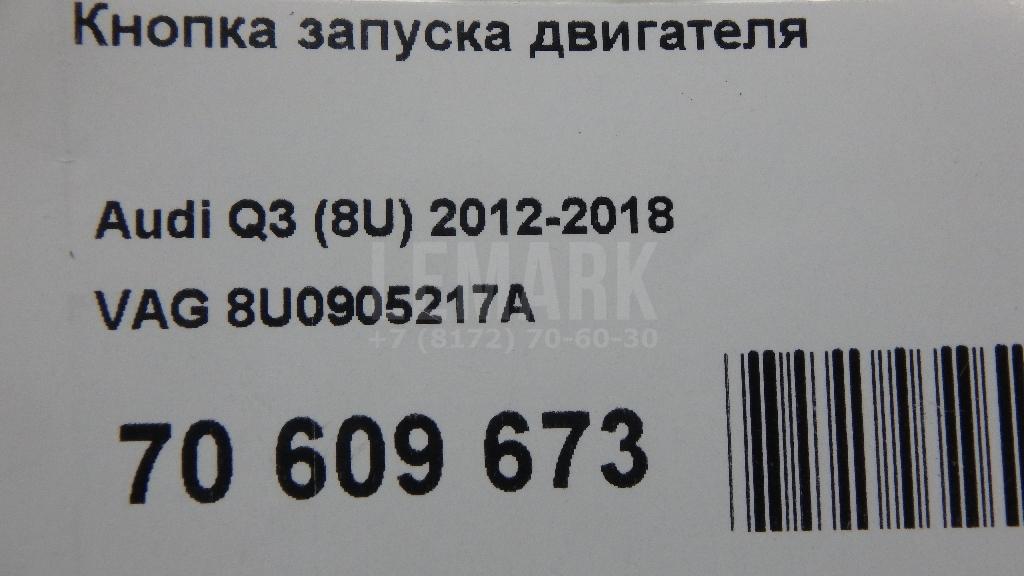 Кнопка запуска двигателя
Audi Q3 (8U) 2012-2018
LEMARK
VAG 8U0905217A
+7 (8172) 70-60-30
70 609 673